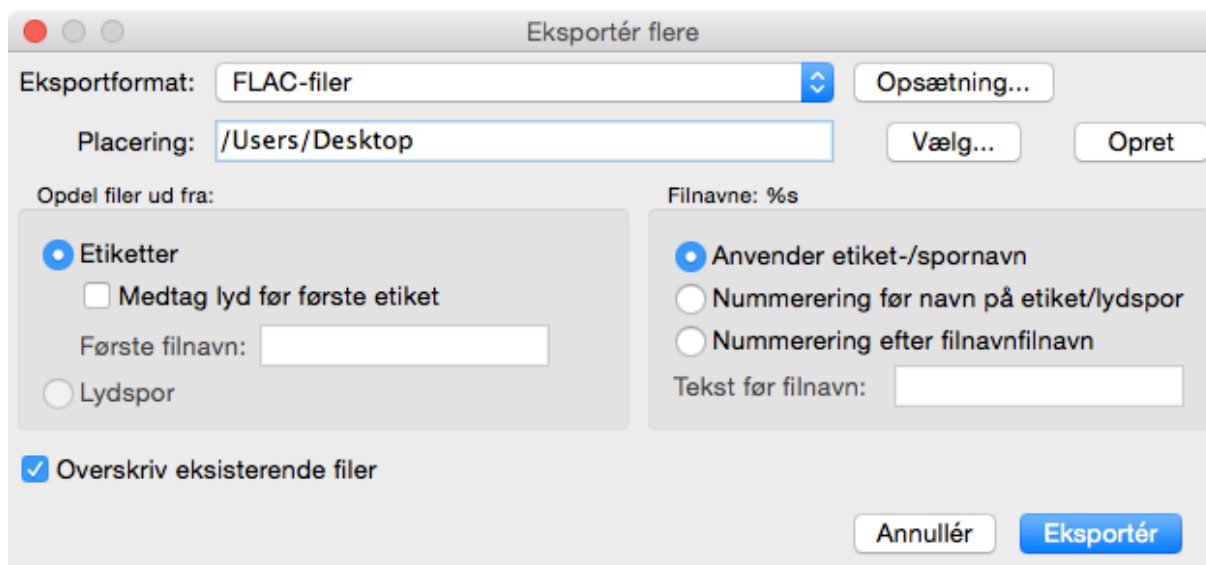 Eksportér flere
Eksportformat: FLAC-filer Opsætning...
Placering: /Users/Desktop Vælg... Opret
Opdel filer ud fra:
Etiketter
Medtag lyd før første etiket
Første filnavn:
Lydspor
Filnavne: %s
Anvender etiket-/spornavn
Nummerering før navn på etiket/lydspor
Nummerering efter filnavnfilnavn
Tekst før filnavn:
Overskriv eksisterende filer
Annullér Eksportér